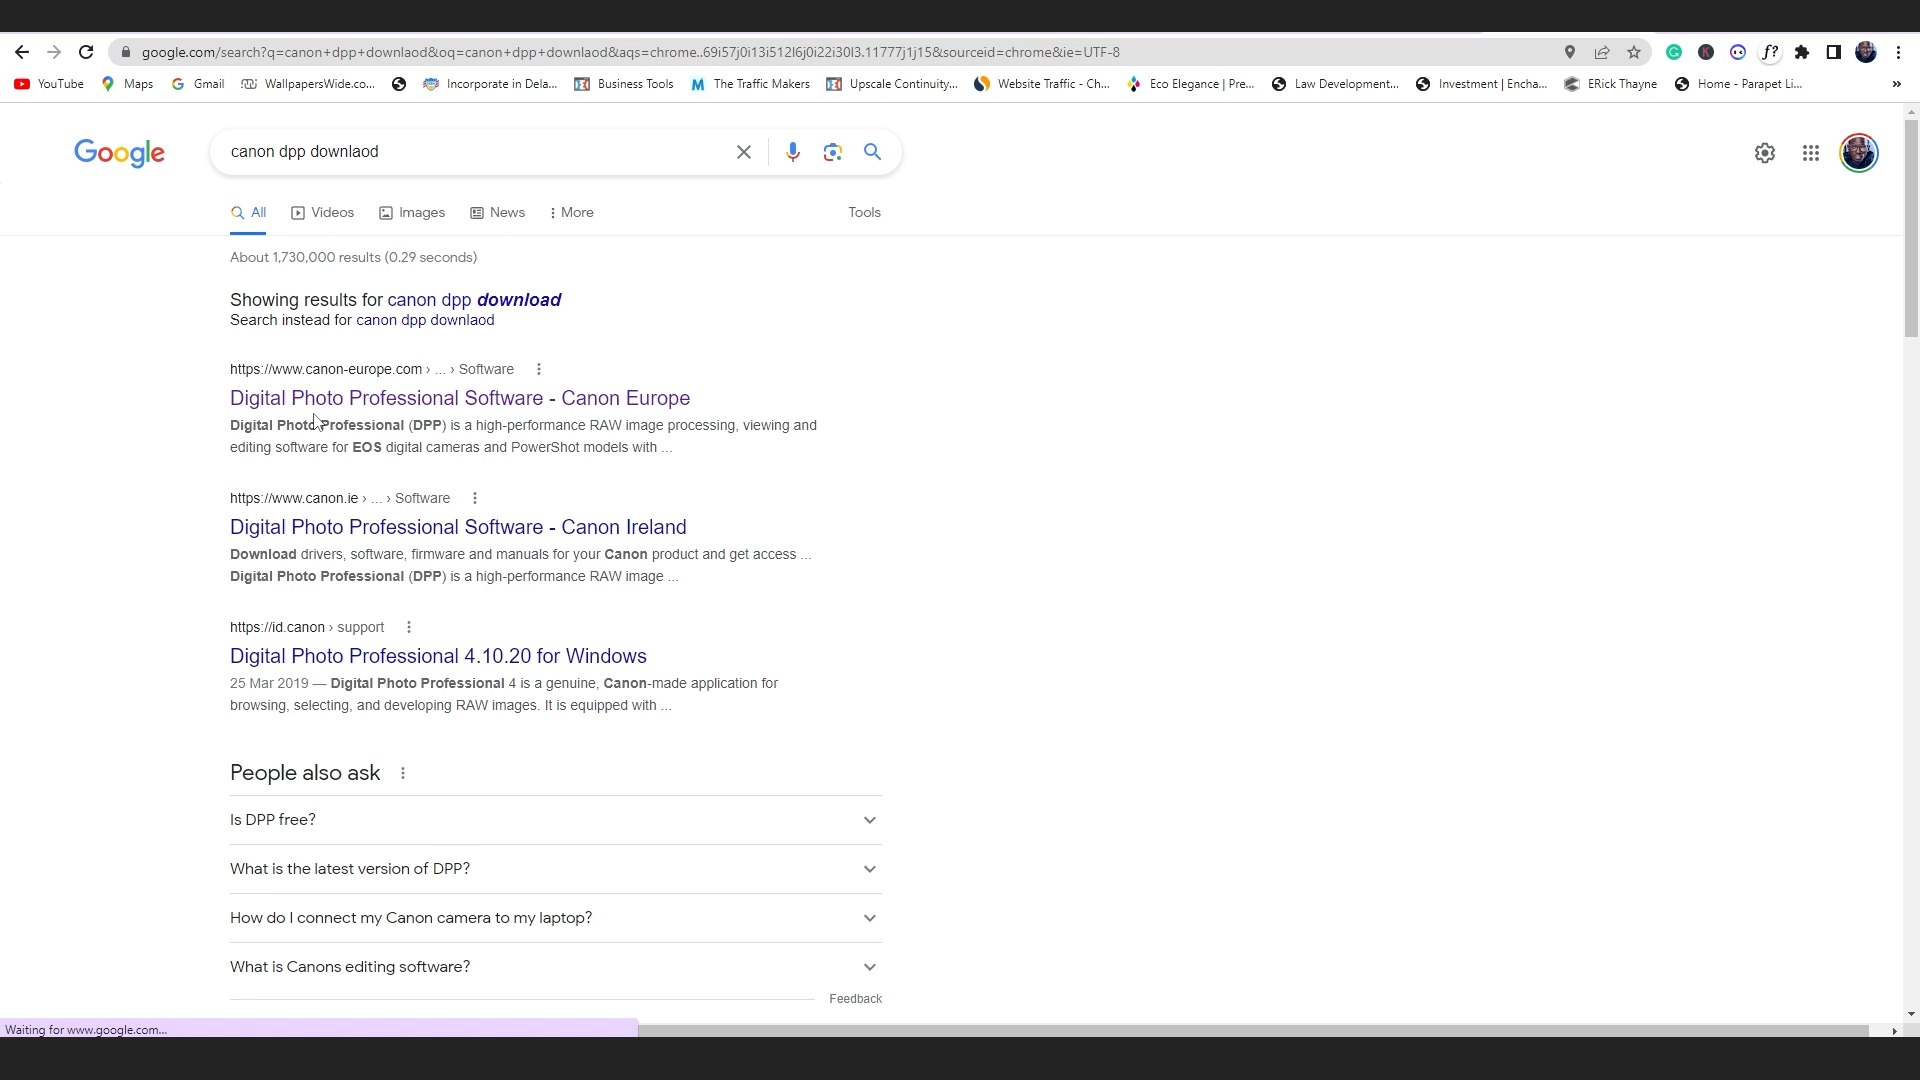 google.com/search?q=canon+dpp+downlaod&oq=canon+dpp+downlaod&aqs=chrome..69i57j0i13i512l6j0i22i30l3.11777j1j15&sourceid=chrome&ie=UTF-8
YouTube Maps Gmail WallpapersWide.co... Incorporate in Dela... Business Tools The Traffic Makers Upscale Continuity... Website Traffic - Ch... Eco Elegance | Pre... Law Development... Investment | Encha... ERick Thayne Home - Parapet Li... »
Google canon dpp downlaod
All Videos Images News More Tools
About 1,730,000 results (0.29 seconds)
Showing results for canon dpp download
Search instead for canon dpp downlaod
https://www.canon-europe.com › ... › Software
Digital Photo Professional Software - Canon Europe
Digital Photo Professional (DPP) is a high-performance RAW image processing, viewing and
editing software for EOS digital cameras and PowerShot models with ...
https://www.canon.ie › ... › Software
Digital Photo Professional Software - Canon Ireland
Download drivers, software, firmware and manuals for your Canon product and get access ...
Digital Photo Professional (DPP) is a high-performance RAW image ...
https://id.canon › support
Digital Photo Professional 4.10.20 for Windows
25 Mar 2019 — Digital Photo Professional 4 is a genuine, Canon-made application for
browsing, selecting, and developing RAW images. It is equipped with ...
People also ask
Is DPP free?
What is the latest version of DPP?
How do I connect my Canon camera to my laptop?
What is Canons editing software?
Feedback
Waiting for www.google.com...